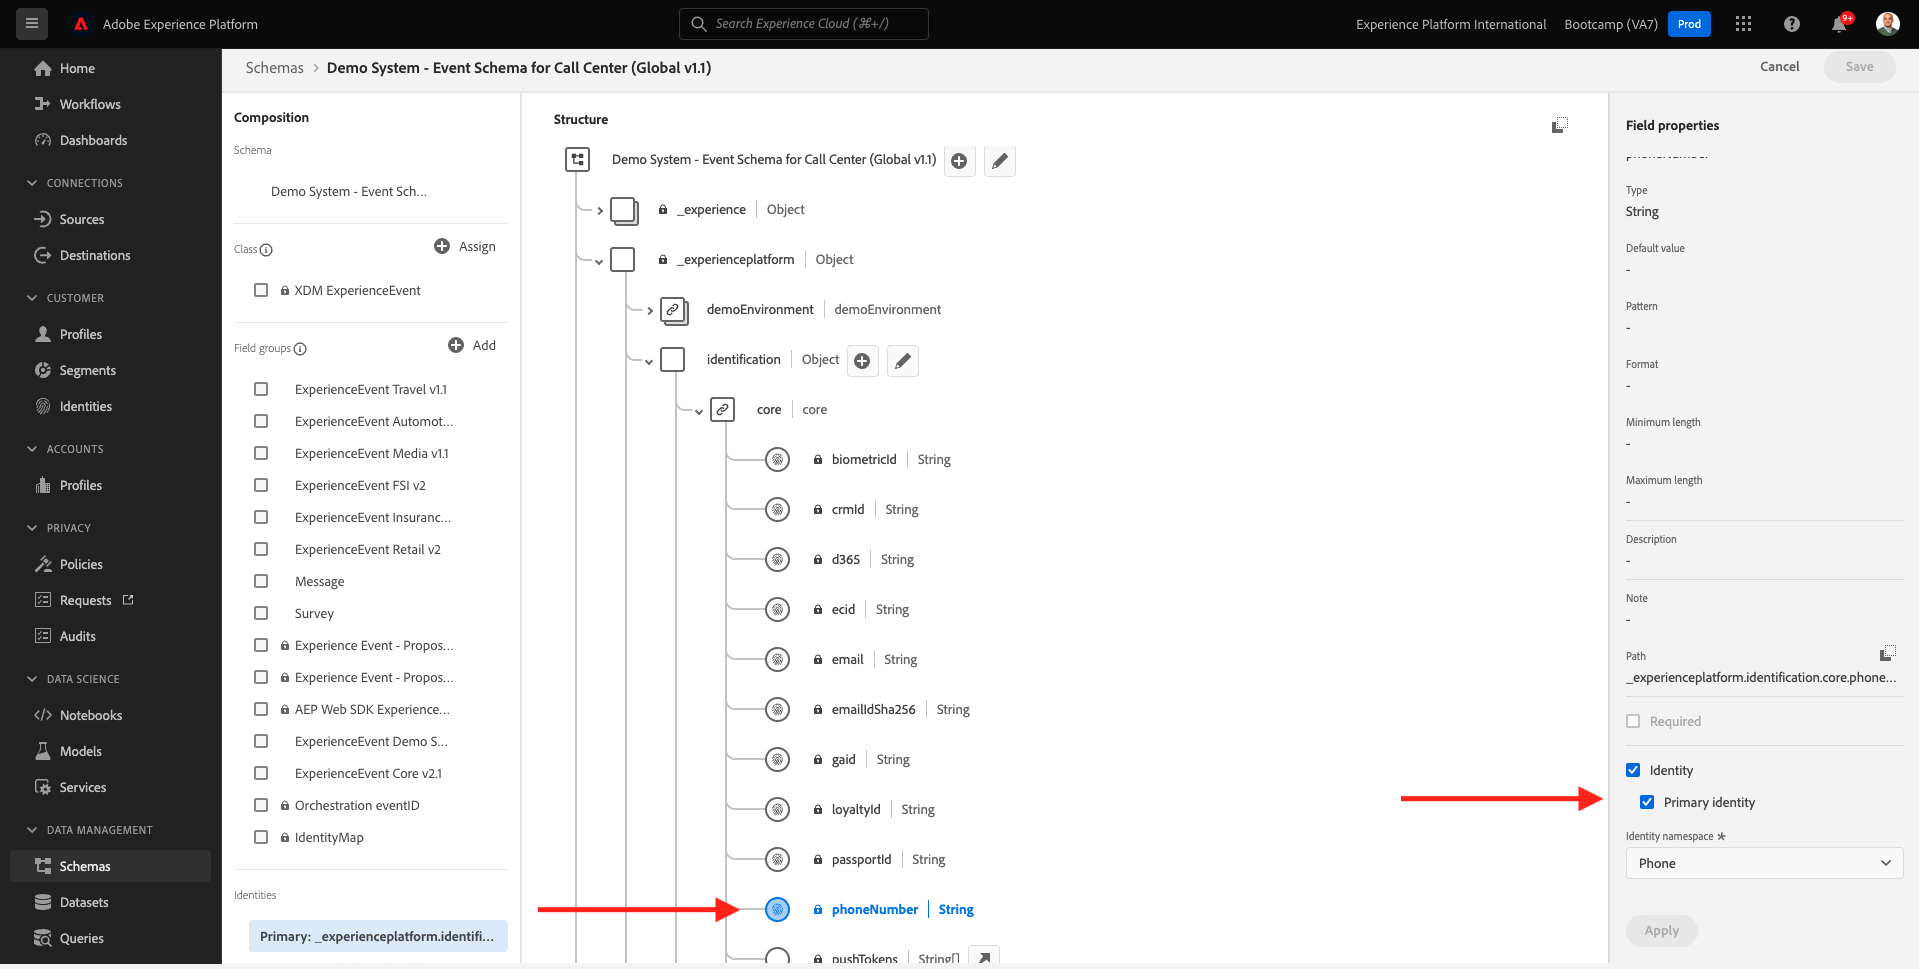 Adobe Experience Platform
Search Experience Cloud (⌘+/)
Experience Platform International
Bootcamp (VA7)
Prod
9+
Home
Workflows
Dashboards
CONNECTIONS
Sources
Destinations
CUSTOMER
Profiles
Segments
Identities
ACCOUNTS
Profiles
PRIVACY
Policies
Requests
Audits
DATA SCIENCE
Notebooks
Models
Services
DATA MANAGEMENT
Schemas
Datasets
Queries
Schemas > Demo System - Event Schema for Call Center (Global v1.1)
Cancel
Save
Composition
Schema
Demo System - Event Sch...
Class
Assign
XDM ExperienceEvent
Field groups
Add
ExperienceEvent Travel v1.1
ExperienceEvent Automot...
ExperienceEvent Media v1.1
ExperienceEvent FSI v2
ExperienceEvent Insuranc...
ExperienceEvent Retail v2
Message
Survey
Experience Event - Propos...
Experience Event - Propos...
AEP Web SDK Experience...
ExperienceEvent Demo S...
ExperienceEvent Core v2.1
Orchestration eventID
IdentityMap
Identities
Primary: _experienceplatform.identifi...
Structure
Demo System - Event Schema for Call Center (Global v1.1)
_experience | Object
_experienceplatform | Object
demoEnvironment | demoEnvironment
identification | Object
core | core
biometricId | String
crmId | String
d365 | String
ecid | String
email | String
emailIdSha256 | String
gaid | String
loyaltyId | String
passportId | String
phoneNumber | String
pushTokens | String[]
Field properties
phoneNumber
Type
String
Default value
-
Pattern
-
Format
-
Minimum length
-
Maximum length
-
Description
-
Note
-
Path
_experienceplatform.identification.core.phone...
Required
Identity
Primary identity
Identity namespace *
Phone
Apply